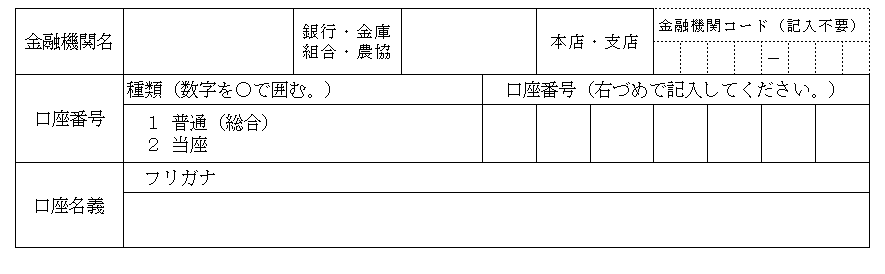 金融機関名
銀行・金庫
組合・農協
本店・支店
金融機関コード（記入不要）
－
口座番号
種類（数字を〇で囲む。）
口座番号（右づめで記入してください。）
１ 普通（総合）
２ 当座
口座名義
フリガナ